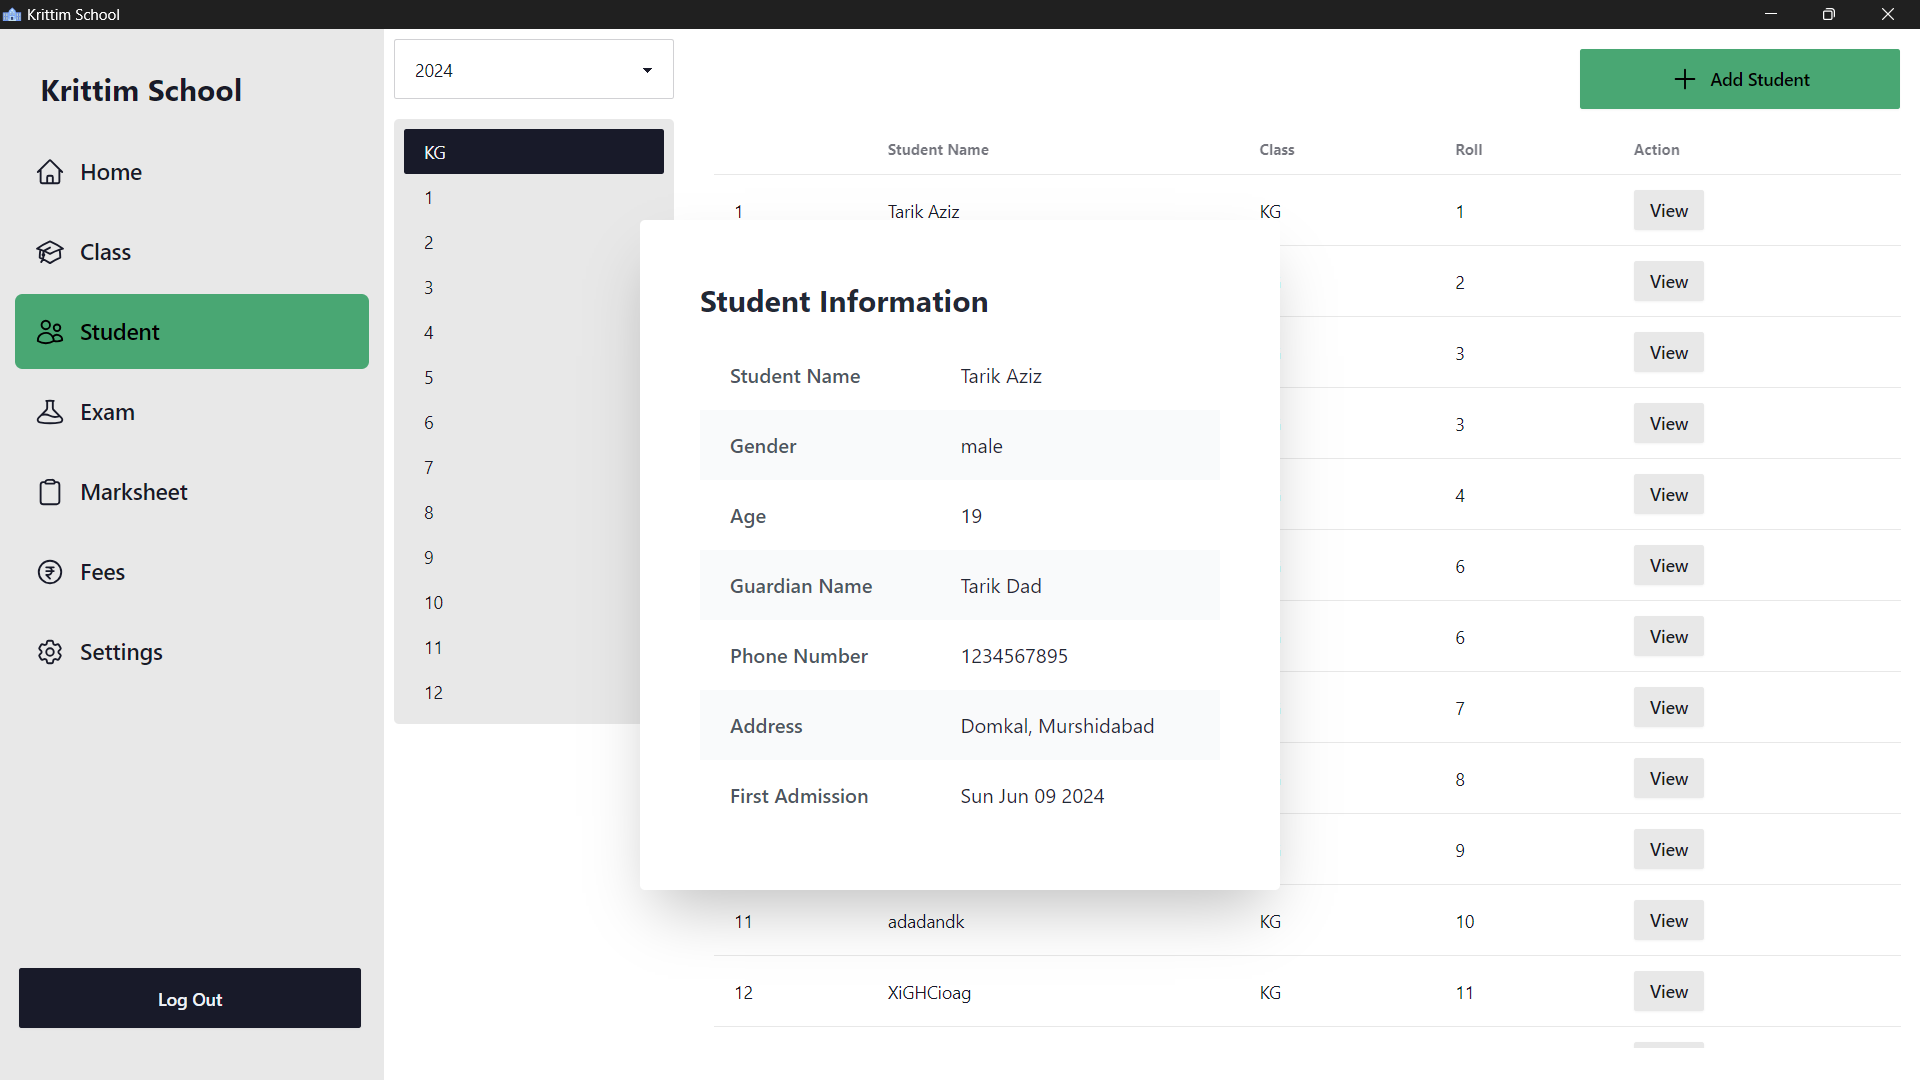 Krittim School
Krittim School
Home
Class
Student
Exam
Marksheet
Fees
Settings
Log Out
2024
KG
1
2
3
4
5
6
7
8
9
10
11
12
Add Student
Student Name Class Roll Action
1 Tarik Aziz KG 1 View
2 View
3 View
3 View
4 View
6 View
6 View
7 View
8 View
9 View
11 adadandk KG 10 View
12 XiGHCioag KG 11 View
Student Information
Student Name Tarik Aziz
Gender male
Age 19
Guardian Name Tarik Dad
Phone Number 1234567895
Address Domkal, Murshidabad
First Admission Sun Jun 09 2024